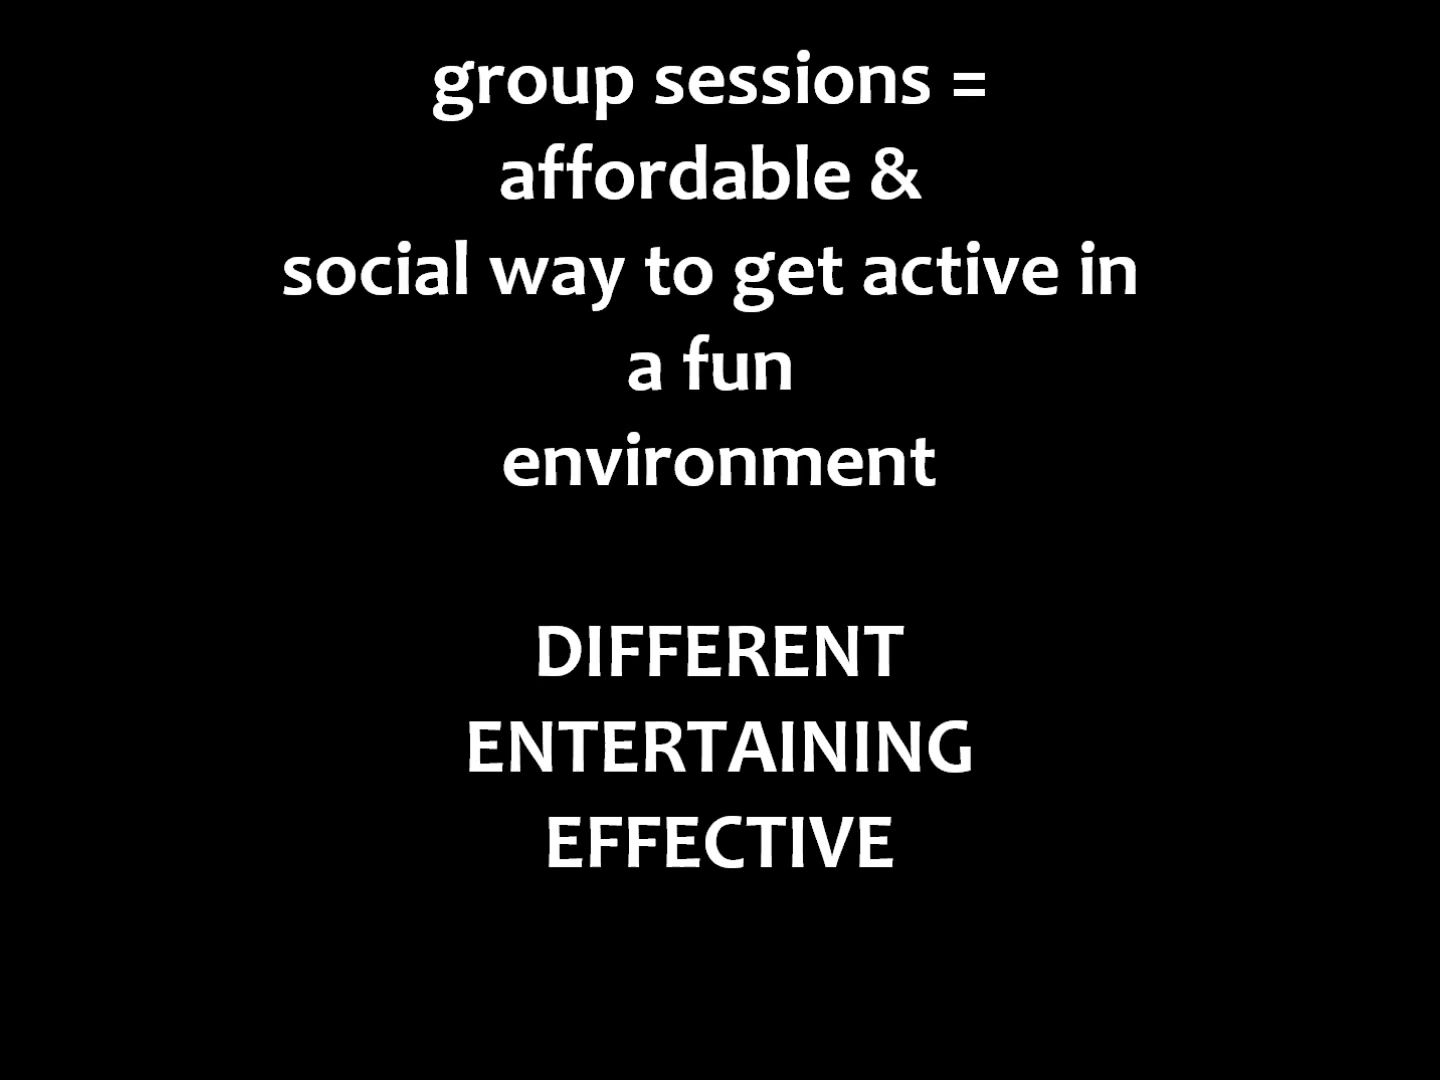 group sessions =
affordable &
social way to get active in
a fun
environment
DIFFERENT
ENTERTAINING
EFFECTIVE